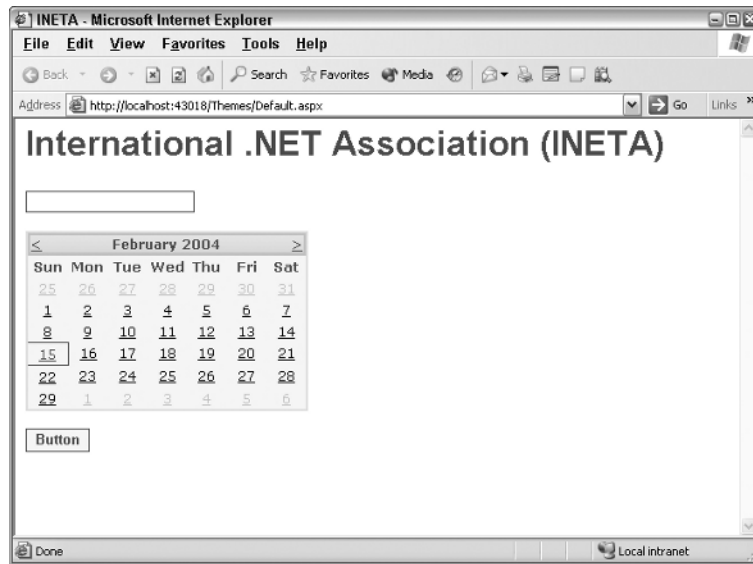 INETA - Microsoft Internet Explorer
File Edit View Favorites Tools Help
Back Search Favorites Media
Address http://localhost:43018/Themes/Default.aspx Go Links »
International .NET Association (INETA)
< February 2004 >
Sun Mon Tue Wed Thu Fri Sat
25 26 27 28 29 30 31
1 2 3 4 5 6 7
8 9 10 11 12 13 14
15 16 17 18 19 20 21
22 23 24 25 26 27 28
29 1 2 3 4 5 6
Button
Done Local intranet